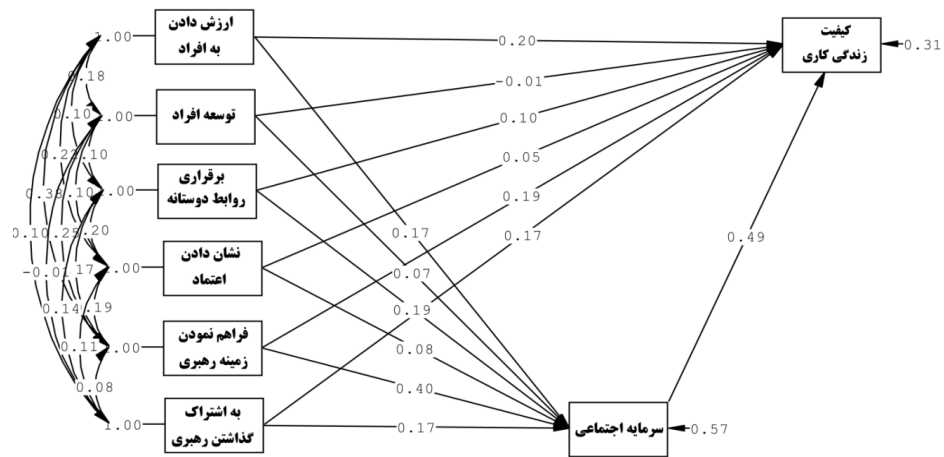 ارزش دادن
به افراد
توسعه افراد
برقراری
روابط دوستانه
نشان دادن
اعتماد
فراهم نمودن
زمینه رهبری
به اشتراک
گذاشتن رهبری
کیفیت
زندگی کاری
سرمایه اجتماعی
1.00
1.00
1.00
1.00
1.00
1.00
0.18
0.10
0.10
0.10
0.20
0.25
0.17
0.19
-0.01
0.14
0.11
0.08
0.10
0.20
-0.01
0.10
0.05
0.19
0.17
0.17
0.07
0.19
0.08
0.40
0.17
0.49
0.31
0.57